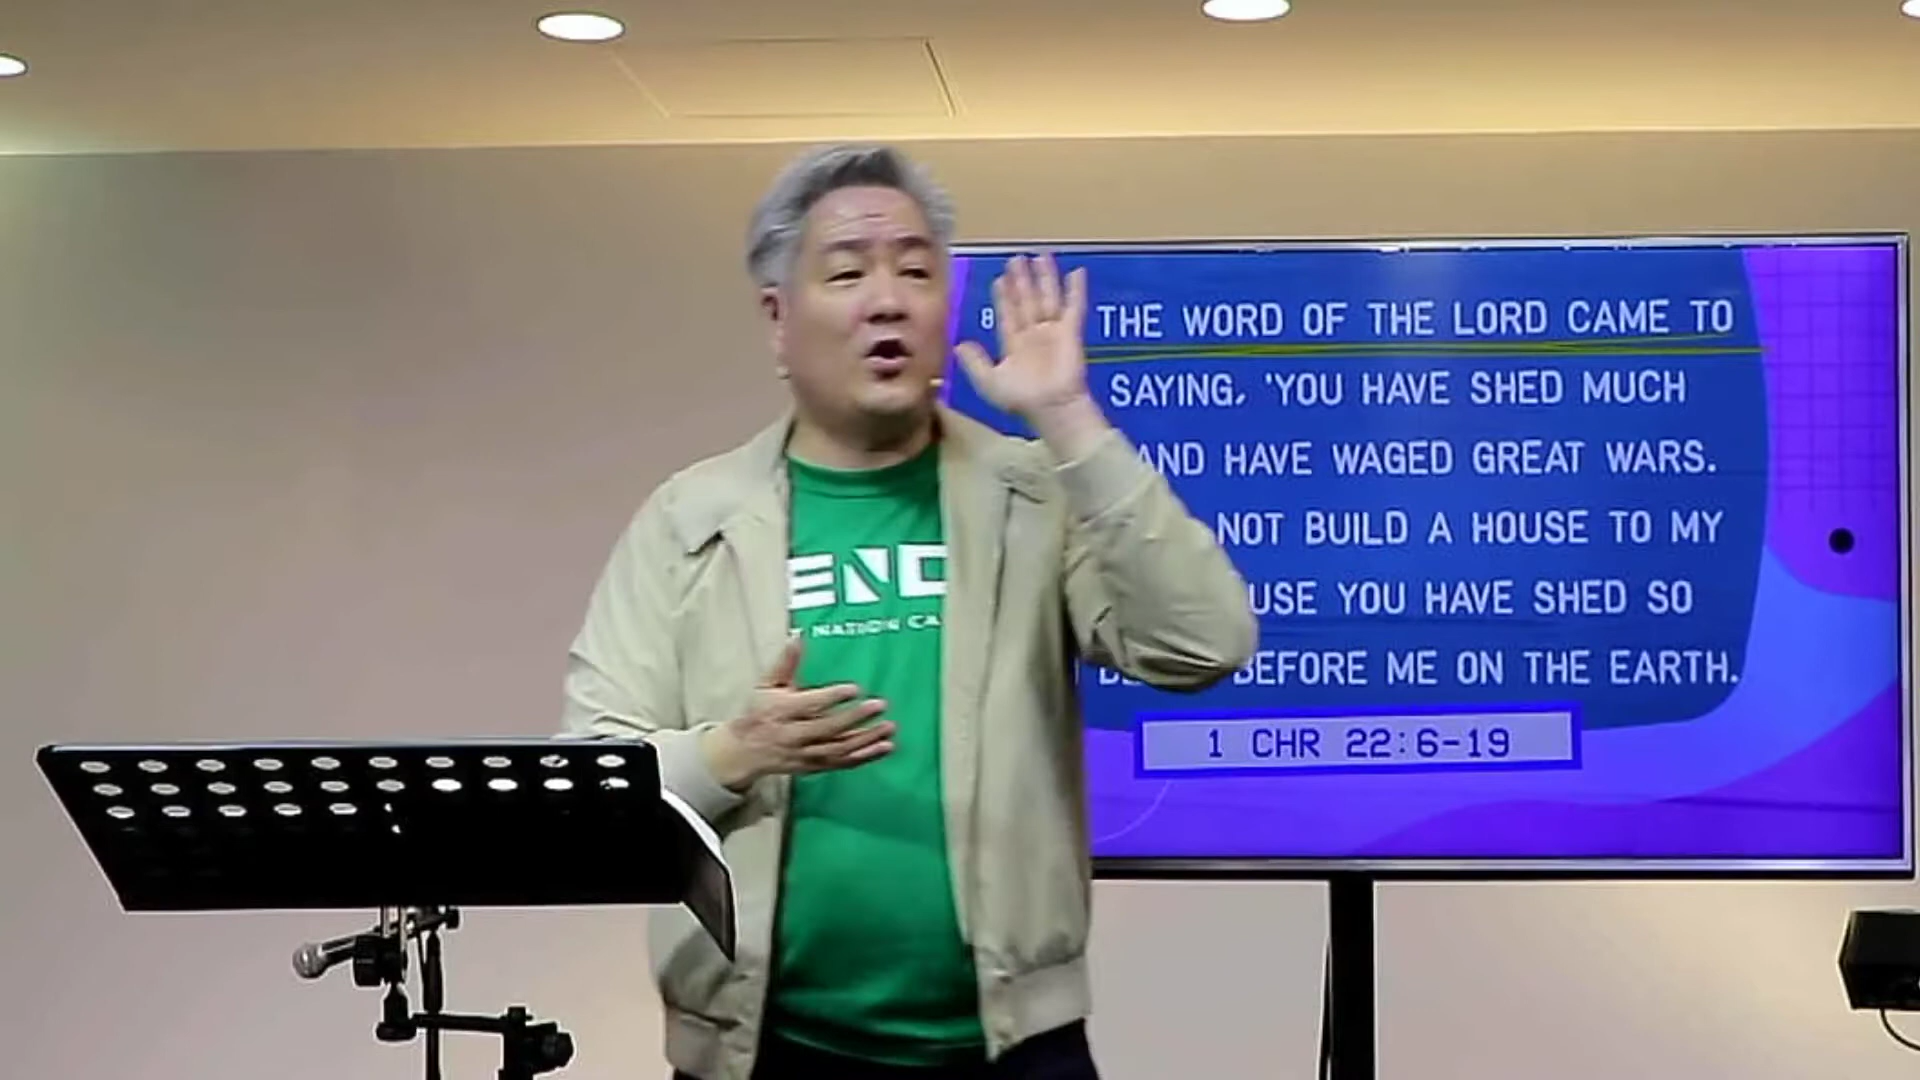 8 THE WORD OF THE LORD CAME TO
SAYING, 'YOU HAVE SHED MUCH
AND HAVE WAGED GREAT WARS.
NOT BUILD A HOUSE TO MY
USE YOU HAVE SHED SO
BEFORE ME ON THE EARTH.
1 CHR 22:6-19
END
NATION CA